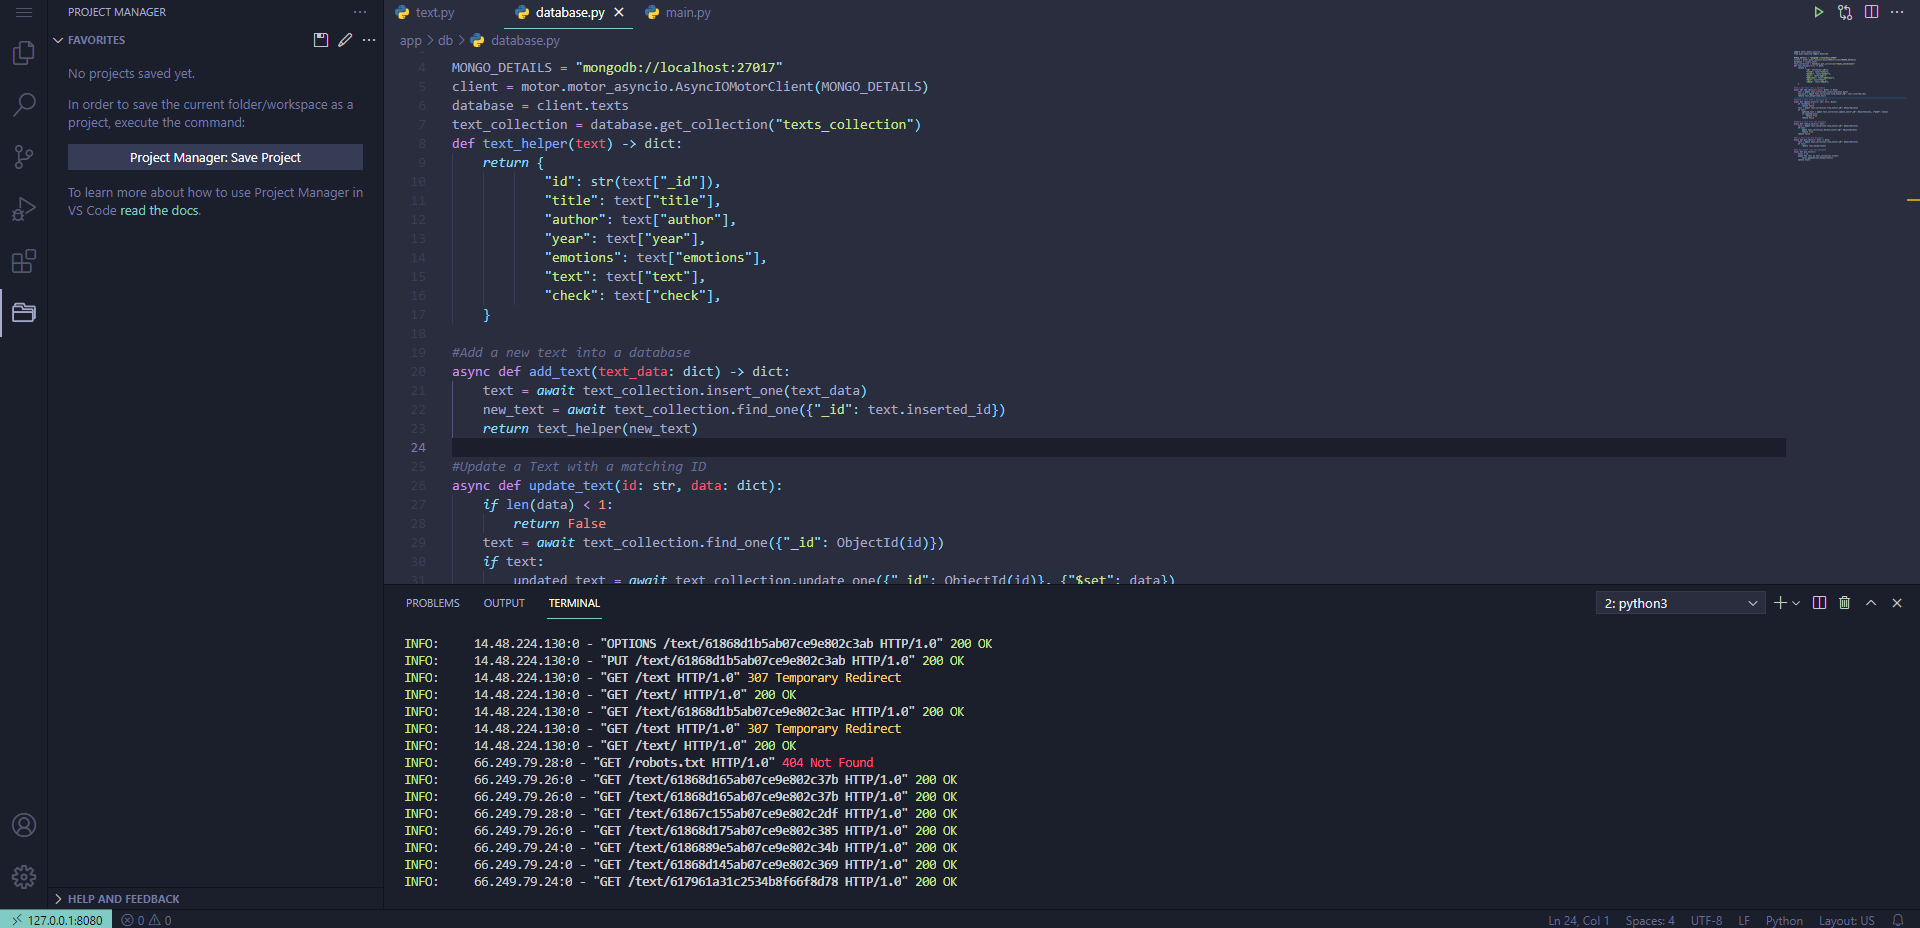 PROJECT MANAGER
FAVORITES
No projects saved yet.
In order to save the current folder/workspace as a
project, execute the command:
Project Manager: Save Project
To learn more about how to use Project Manager in
VS Code read the docs.
HELP AND FEEDBACK
text.py
database.py
main.py
app > db > database.py
4 MONGO_DETAILS = "mongodb://localhost:27017"
5 client = motor.motor_asyncio.AsyncIOMotorClient(MONGO_DETAILS)
6 database = client.texts
7 text_collection = database.get_collection("texts_collection")
8 def text_helper(text) -> dict:
9 return {
10 "id": str(text["_id"]),
11 "title": text["title"],
12 "author": text["author"],
13 "year": text["year"],
14 "emotions": text["emotions"],
15 "text": text["text"],
16 "check": text["check"],
17 }
18
19 #Add a new text into a database
20 async def add_text(text_data: dict) -> dict:
21 text = await text_collection.insert_one(text_data)
22 new_text = await text_collection.find_one({"_id": text.inserted_id})
23 return text_helper(new_text)
24
25 #Update a Text with a matching ID
26 async def update_text(id: str, data: dict):
27 if len(data) < 1:
28 return False
29 text = await text_collection.find_one({"_id": ObjectId(id)})
30 if text:
31 updated_text = await text_collection.update_one({"_id": ObjectId(id)}, {"$set": data})
PROBLEMS OUTPUT TERMINAL
2: python3
INFO: 14.48.224.130:0 - "OPTIONS /text/61868d1b5ab07ce9e802c3ab HTTP/1.0" 200 OK
INFO: 14.48.224.130:0 - "PUT /text/61868d1b5ab07ce9e802c3ab HTTP/1.0" 200 OK
INFO: 14.48.224.130:0 - "GET /text HTTP/1.0" 307 Temporary Redirect
INFO: 14.48.224.130:0 - "GET /text/ HTTP/1.0" 200 OK
INFO: 14.48.224.130:0 - "GET /text/61868d1b5ab07ce9e802c3ac HTTP/1.0" 200 OK
INFO: 14.48.224.130:0 - "GET /text HTTP/1.0" 307 Temporary Redirect
INFO: 14.48.224.130:0 - "GET /text/ HTTP/1.0" 200 OK
INFO: 66.249.79.28:0 - "GET /robots.txt HTTP/1.0" 404 Not Found
INFO: 66.249.79.26:0 - "GET /text/61868d165ab07ce9e802c37b HTTP/1.0" 200 OK
INFO: 66.249.79.26:0 - "GET /text/61868d165ab07ce9e802c37b HTTP/1.0" 200 OK
INFO: 66.249.79.28:0 - "GET /text/61867c155ab07ce9e802c2df HTTP/1.0" 200 OK
INFO: 66.249.79.26:0 - "GET /text/61868d175ab07ce9e802c385 HTTP/1.0" 200 OK
INFO: 66.249.79.24:0 - "GET /text/6186889e5ab07ce9e802c34b HTTP/1.0" 200 OK
INFO: 66.249.79.24:0 - "GET /text/61868d145ab07ce9e802c369 HTTP/1.0" 200 OK
INFO: 66.249.79.24:0 - "GET /text/617961a31c2534b8f66f8d78 HTTP/1.0" 200 OK
127.0.0.1:8080 0 0 Ln 24, Col 1 Spaces: 4 UTF-8 LF Python Layout: US